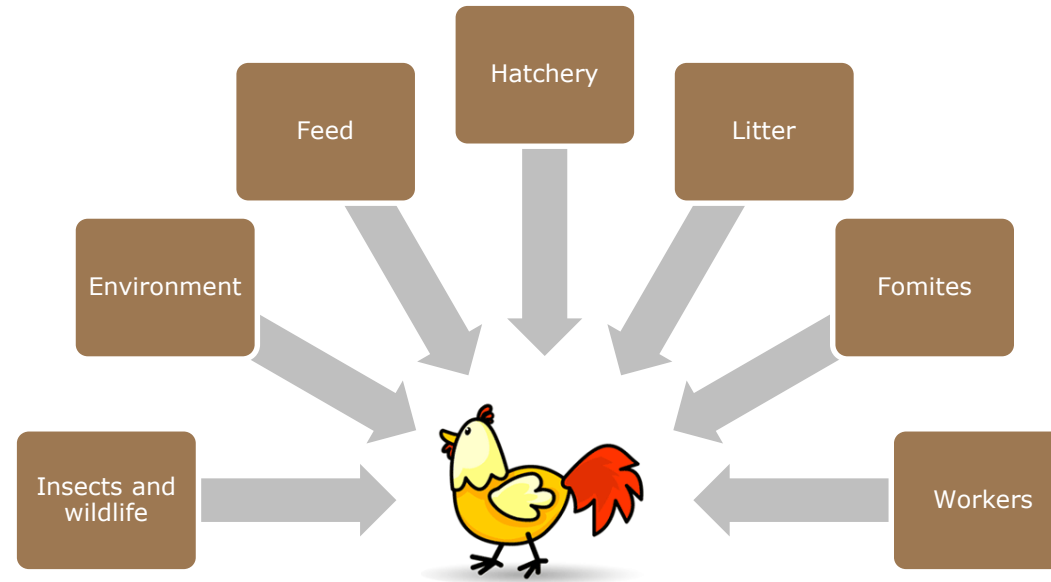 Hatchery
Feed
Litter
Environment
Fomites
Insects and
wildlife
Workers